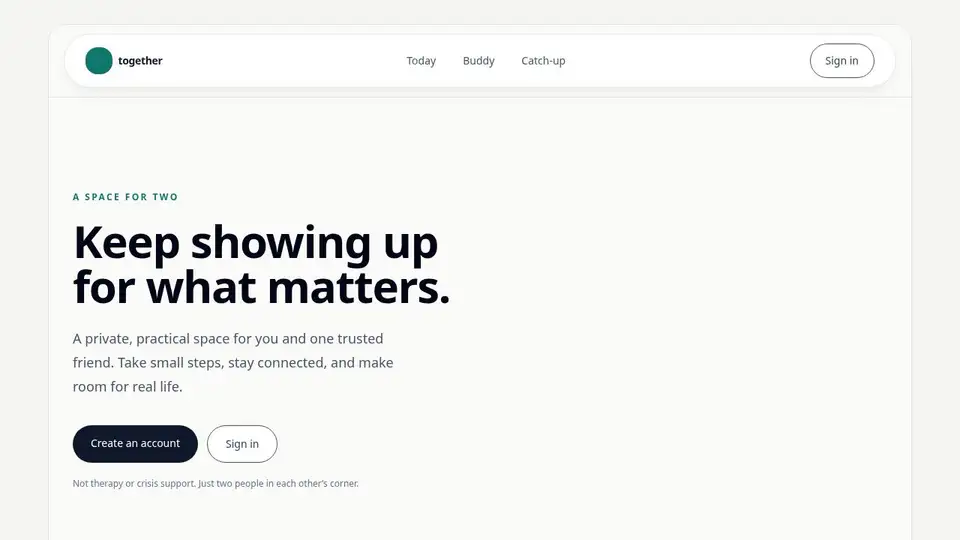 together
Today
Buddy
Catch-up
Sign in
A SPACE FOR TWO
Keep showing up
for what matters.
A private, practical space for you and one trusted
friend. Take small steps, stay connected, and make
room for real life.
Create an account
Sign in
Not therapy or crisis support. Just two people in each other’s corner.